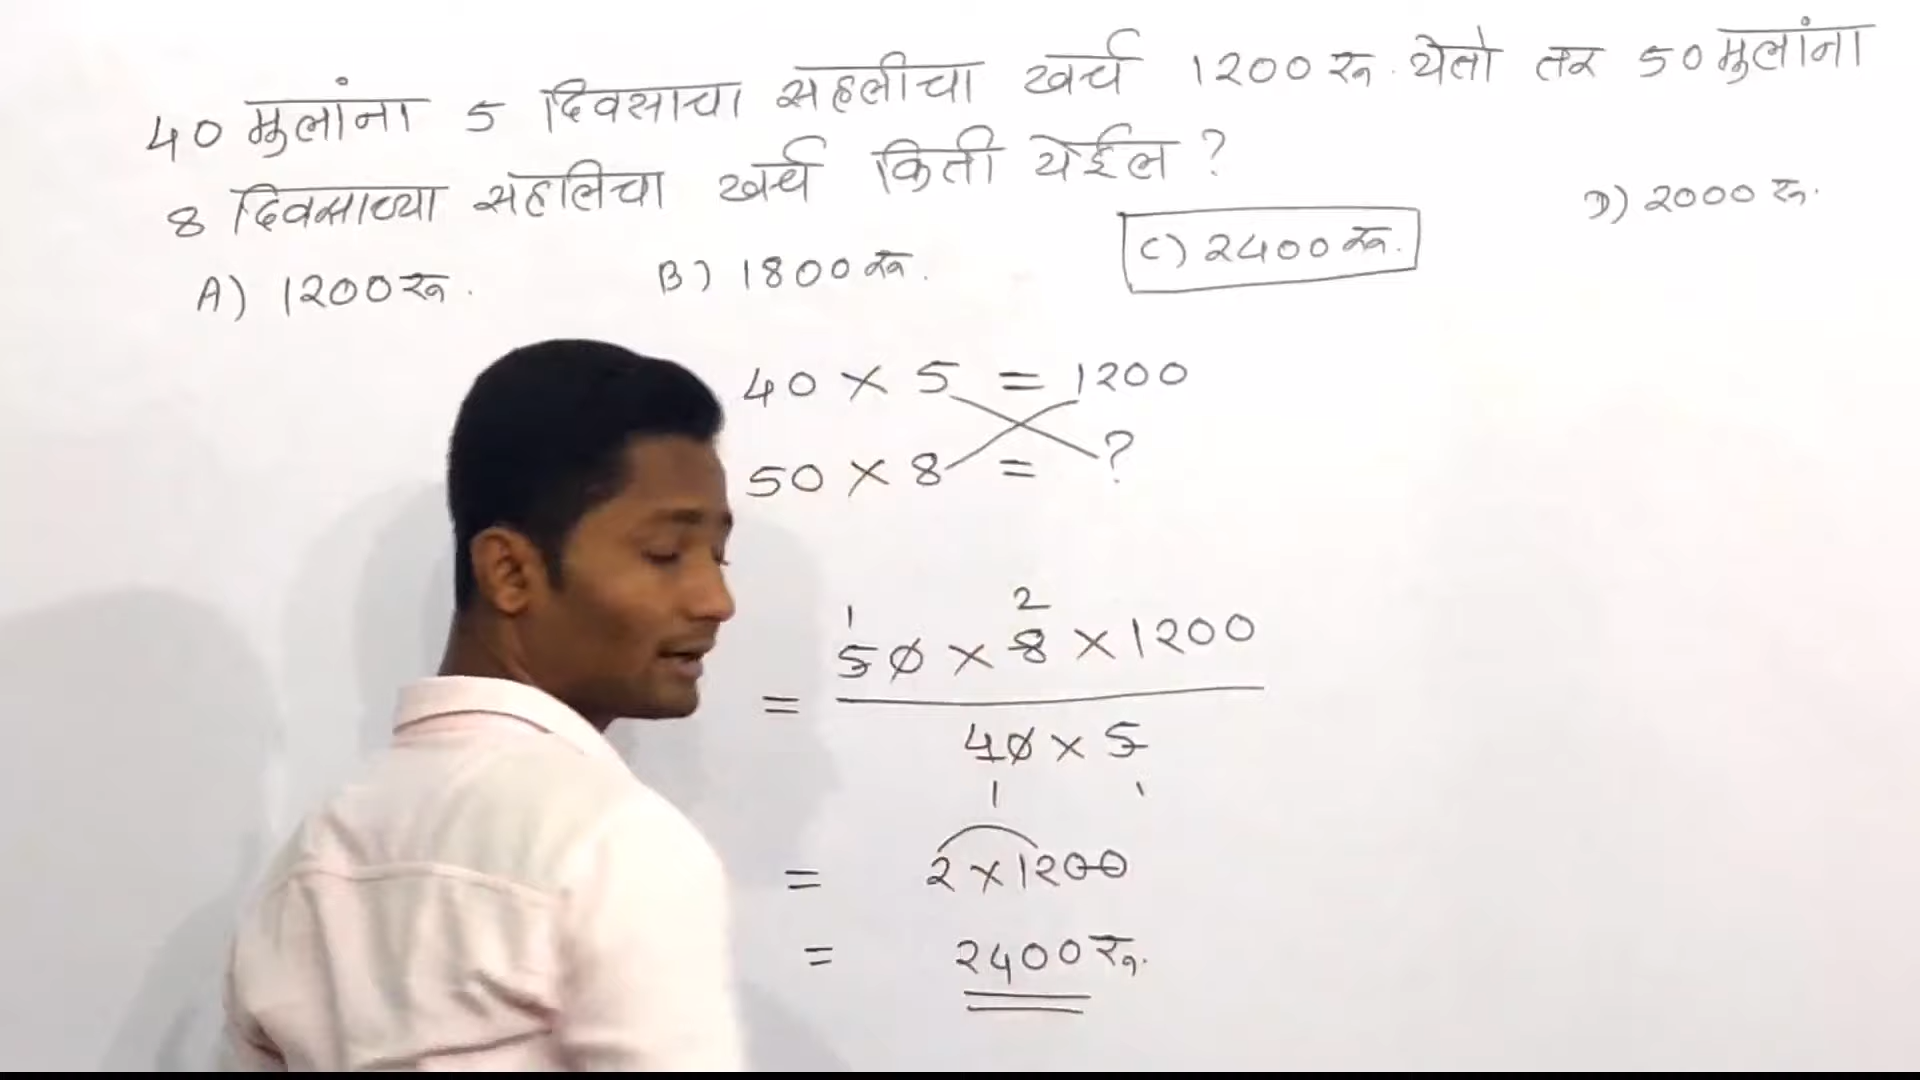 40 मुलांना 5 दिवसाचा सहलीचा खर्च 1200 रु. येतो तर 50 मुलांना
8 दिवसाच्या सहलिचा खर्च किती येईल ?
A) 1200 रु.
B) 1800 रु.
C) 2400 रु.
D) 2000 रु.
40 × 5 = 1200
50 × 8 = ?
1 2
50 × 8 × 1200
=
40 × 5
1 1
= 2 × 1200
= 2400 रु.